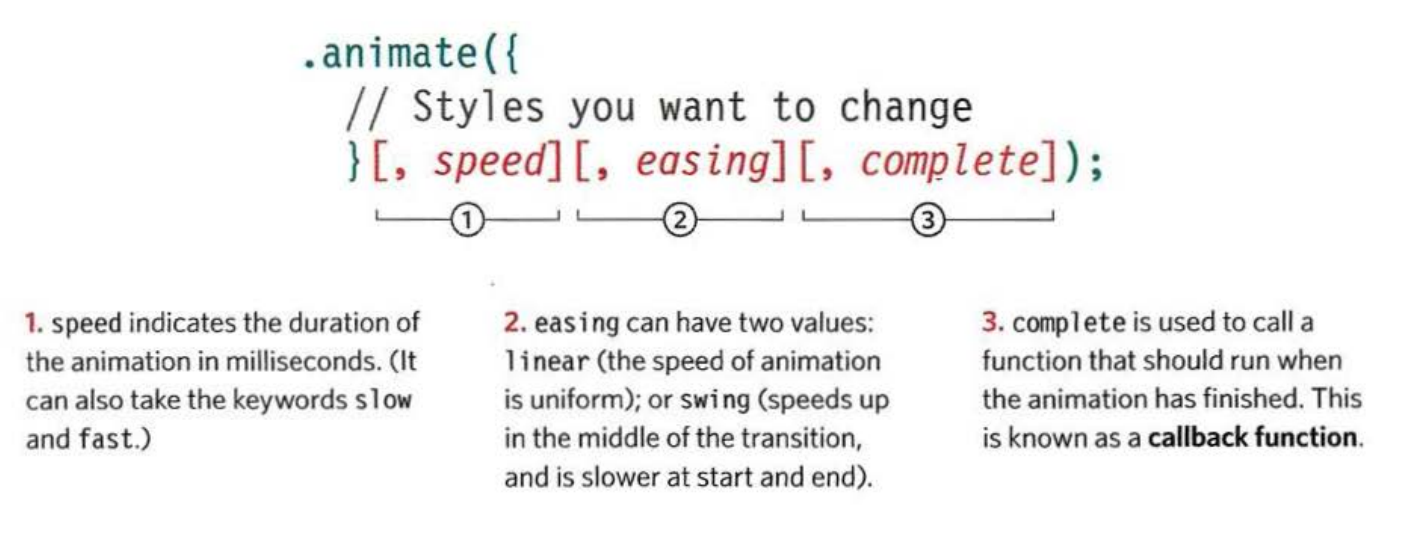 .animate({
// Styles you want to change
}[, speed][, easing][, complete]);
1
2
3
1. speed indicates the duration of
the animation in milliseconds. (It
can also take the keywords slow
and fast.)
2. easing can have two values:
linear (the speed of animation
is uniform); or swing (speeds up
in the middle of the transition,
and is slower at start and end).
3. complete is used to call a
function that should run when
the animation has finished. This
is known as a callback function.